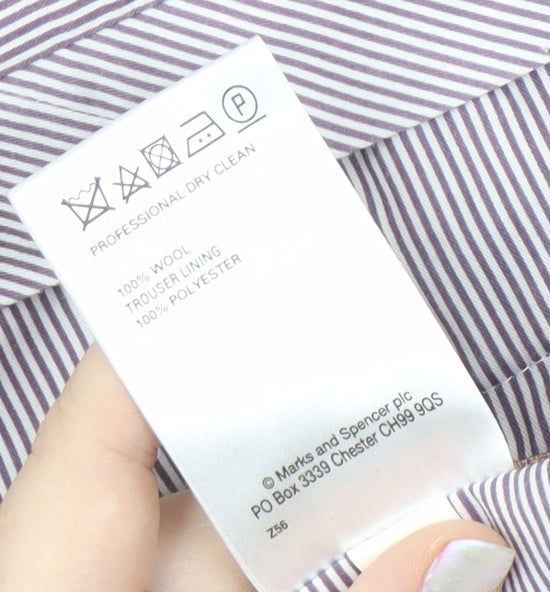 P
PROFESSIONAL DRY CLEAN
100% WOOL
TROUSER LINING
100% POLYESTER
© Marks and Spencer plc
PO Box 3339 Chester CH99 9QS
Z56